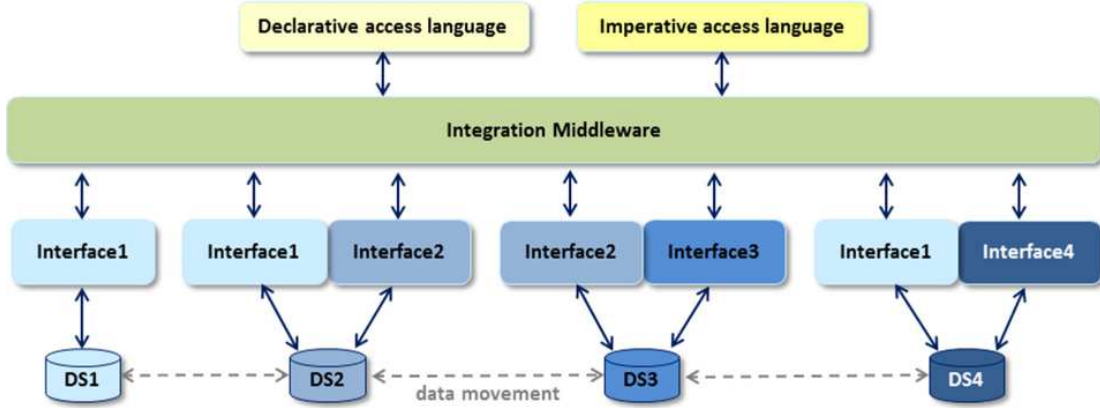 Declarative access language
Imperative access language
Integration Middleware
Interface1
Interface1
Interface2
Interface2
Interface3
Interface1
Interface4
DS1
DS2
DS3
DS4
data movement